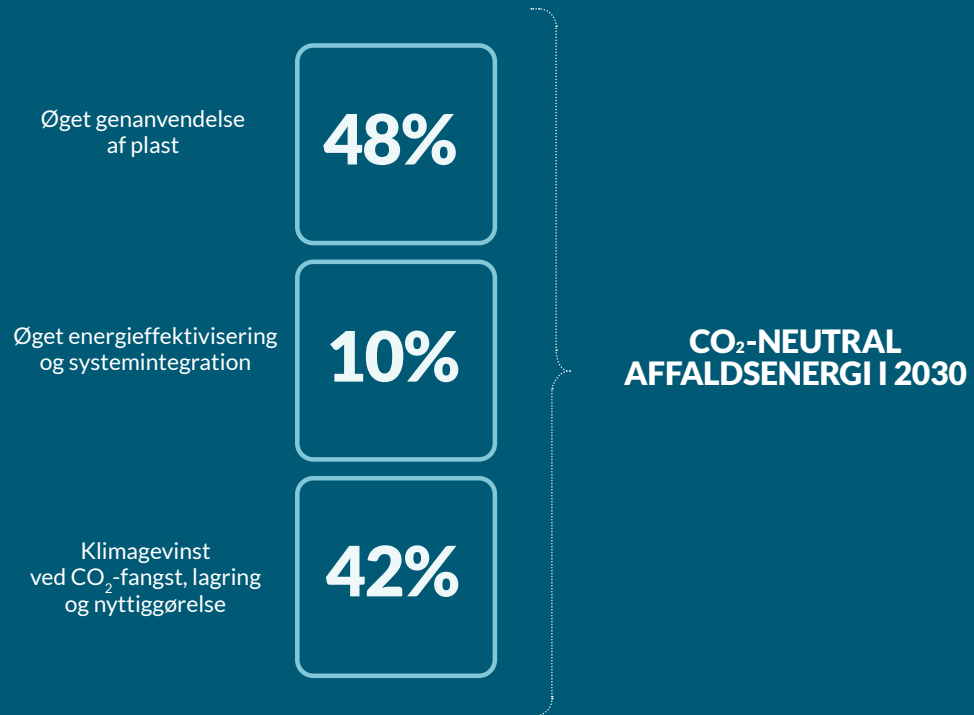 Øget genanvendelse
af plast
48%
Øget energieffektivisering
og systemintegration
10%
Klimagevinst
ved CO₂-fangst, lagring
og nyttiggørelse
42%
CO₂-NEUTRAL
AFFALDSENERGI I 2030